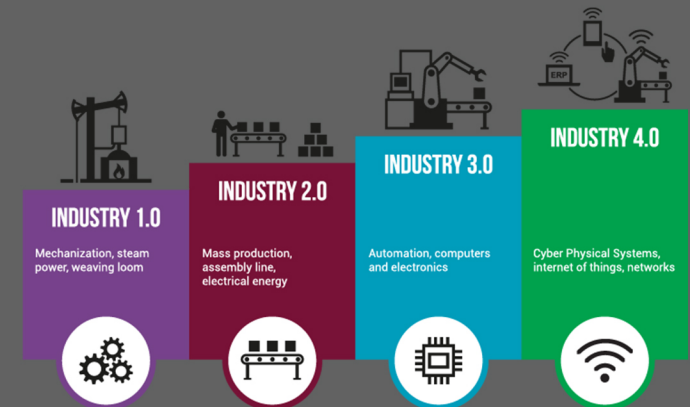 ERP
INDUSTRY 1.0
Mechanization, steam
power, weaving loom
INDUSTRY 2.0
Mass production,
assembly line,
electrical energy
INDUSTRY 3.0
Automation, computers
and electronics
INDUSTRY 4.0
Cyber Physical Systems,
internet of things, networks